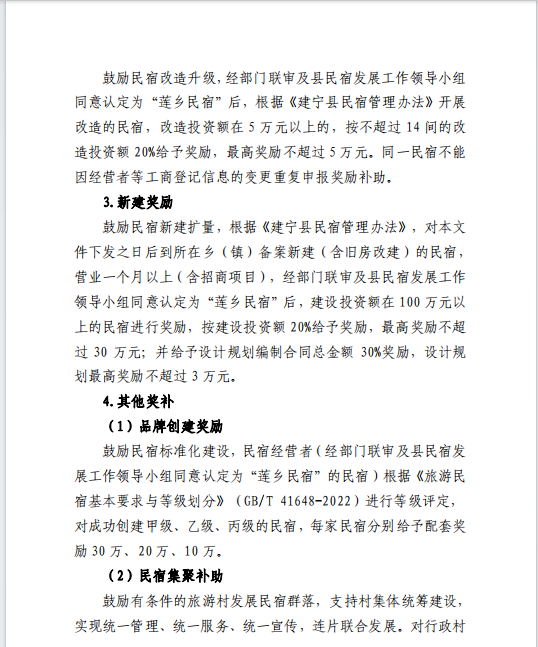 鼓励民宿改造升级，经部门联审及县民宿发展工作领导小组
同意认定为“莲乡民宿”后，根据《建宁县民宿管理办法》开展
改造的民宿，改造投资额在 5 万元以上的，按不超过 14 间的改
造投资额 20%给予奖励，最高奖励不超过 5 万元。同一民宿不能
因经营者等工商登记信息的变更重复申报奖励补助。
3.新建奖励
鼓励民宿新建扩量，根据《建宁县民宿管理办法》，对本文
件下发之日后到所在乡（镇）备案新建（含旧房改建）的民宿，
营业一个月以上（含招商项目），经部门联审及县民宿发展工作
领导小组同意认定为“莲乡民宿”后，建设投资额在 100 万元以
上的民宿进行奖励，按建设投资额 20%给予奖励，最高奖励不超
过 30 万元；并给予设计规划编制合同总金额 30%奖励，设计规
划最高奖励不超过 3 万元。
4.其他奖补
（1）品牌创建奖励
鼓励民宿标准化建设，民宿经营者（经部门联审及县民宿发
展工作领导小组同意认定为“莲乡民宿”的民宿）根据《旅游民
宿基本要求与等级划分》（GB/T 41648-2022）进行等级评定，
对成功创建甲级、乙级、丙级的民宿，每家民宿分别给予配套奖
励 30 万、20 万、10 万。
（2）民宿集聚补助
鼓励有条件的旅游村发展民宿群落，支持村集体统筹建设，
实现统一管理、统一服务、统一宣传，连片联合发展。对行政村